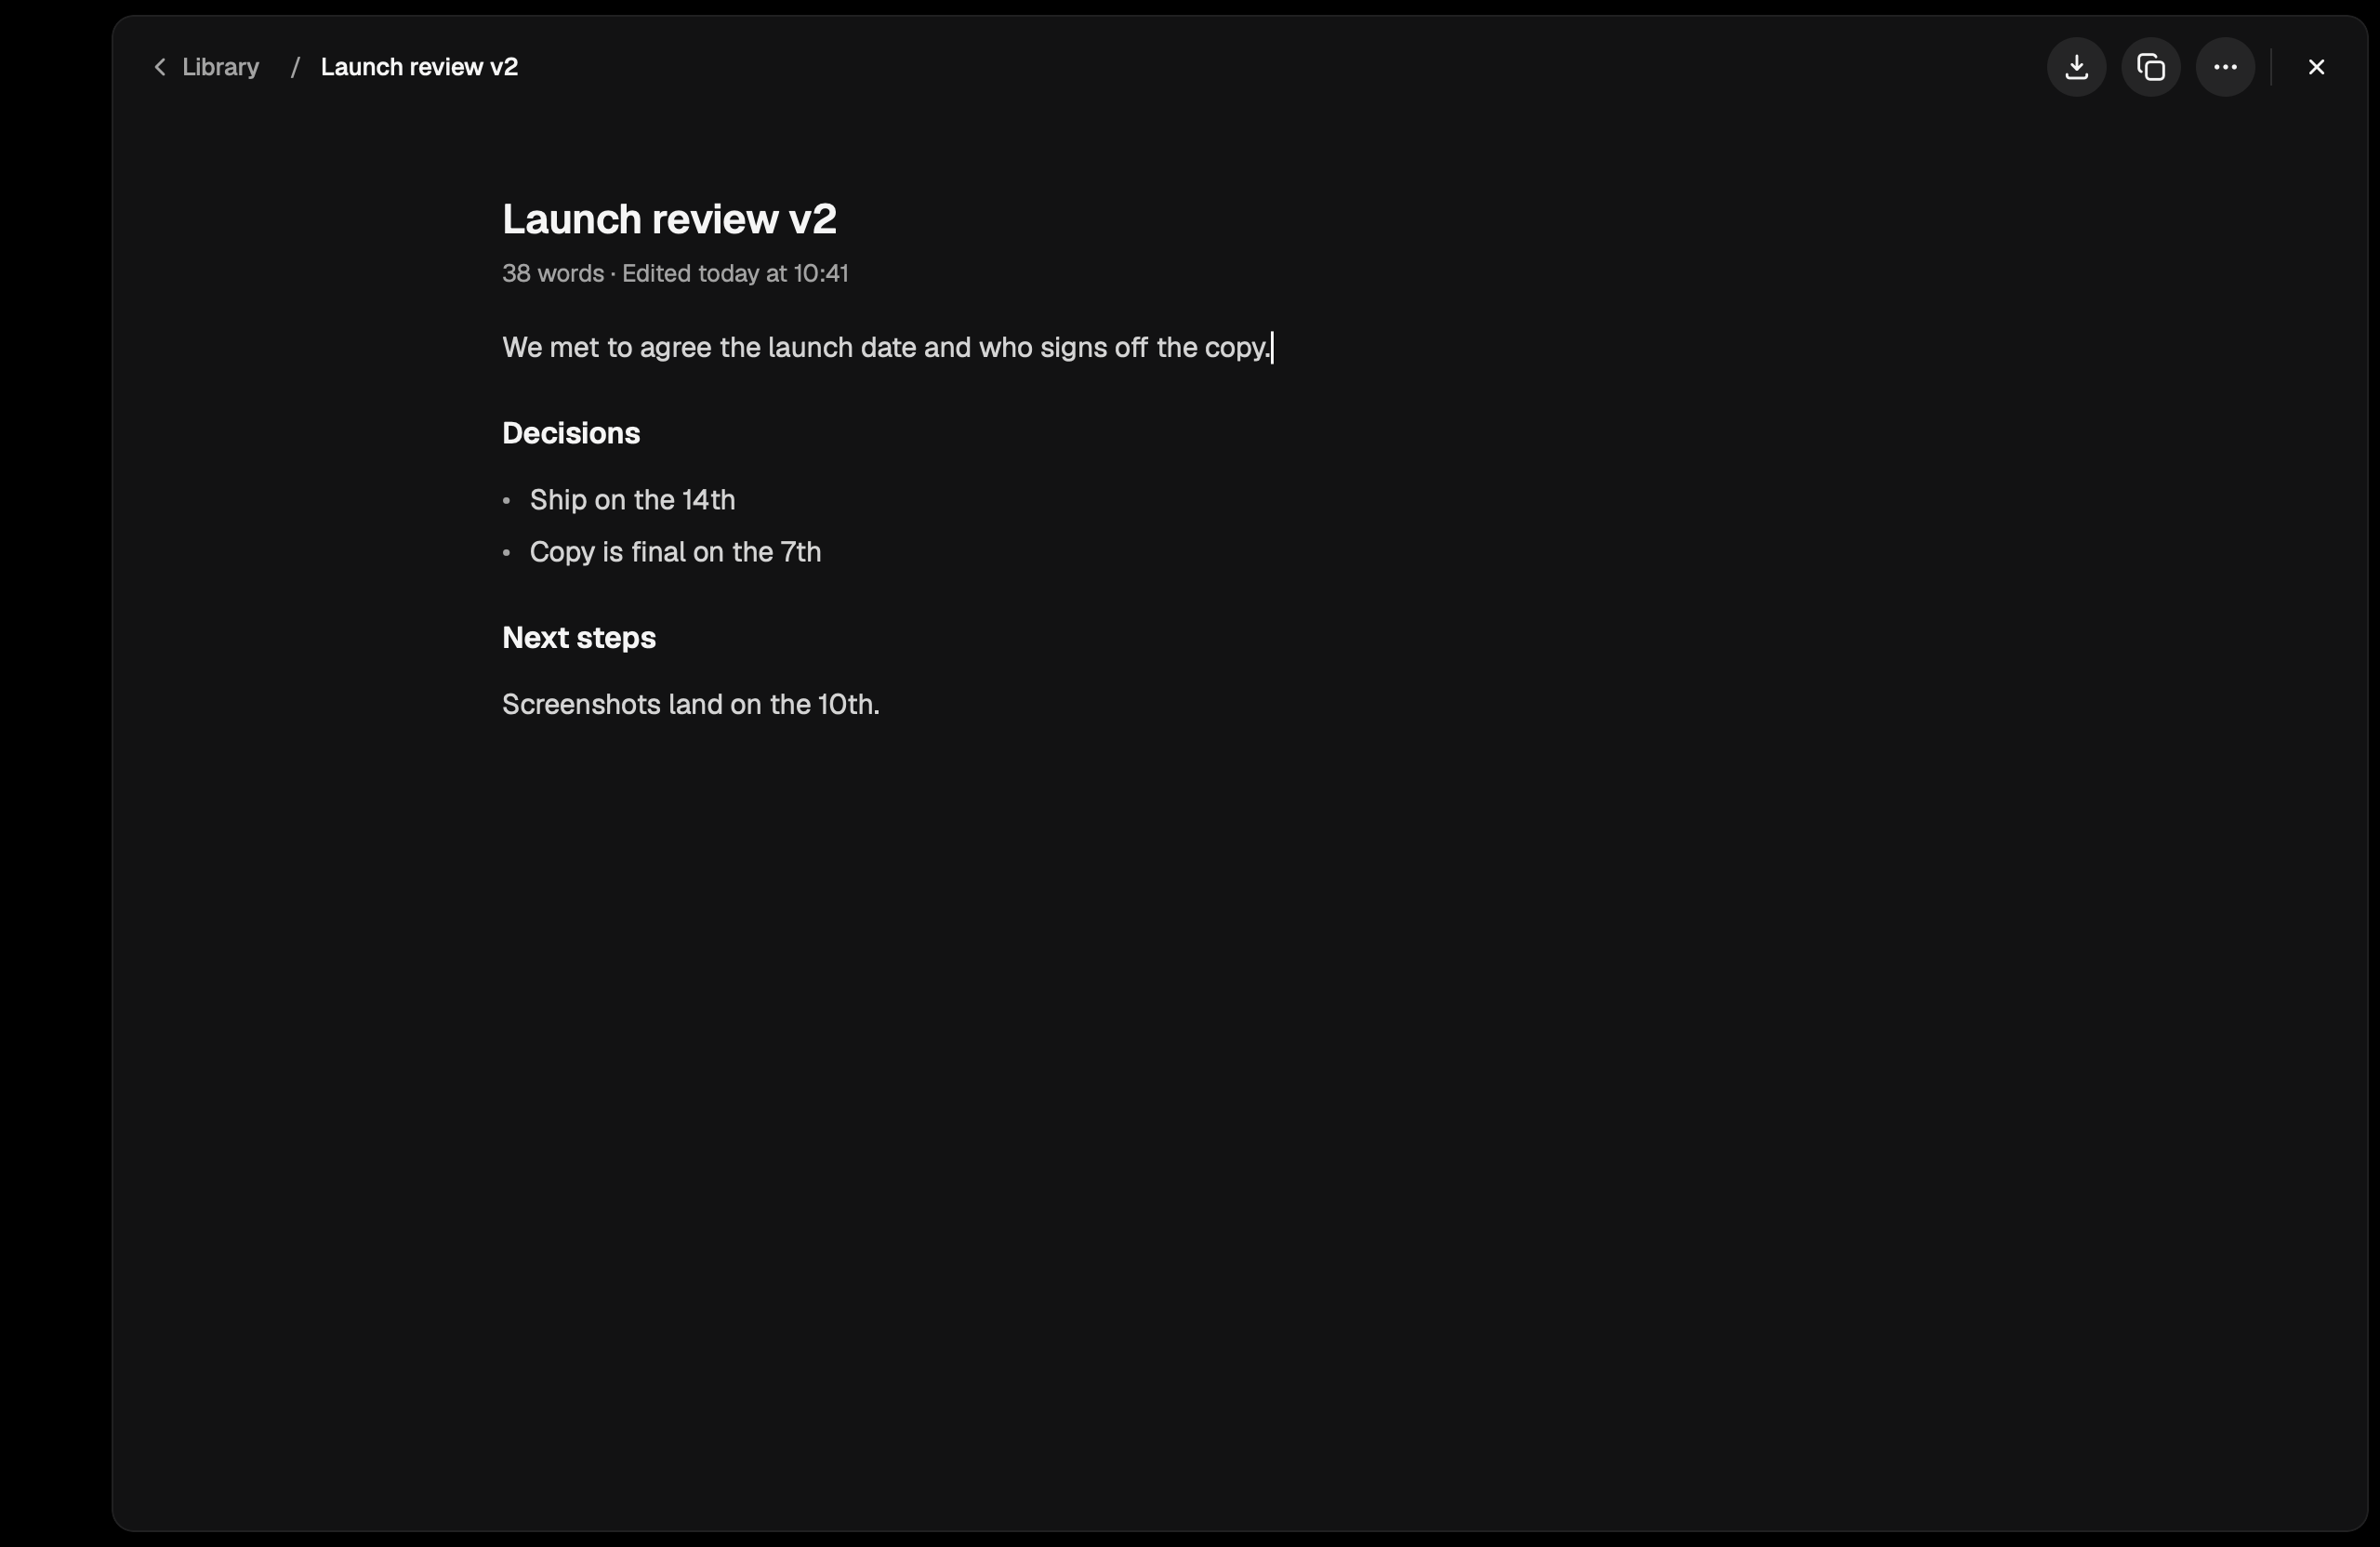 Library / Launch review v2
Launch review v2
38 words · Edited today at 10:41
We met to agree the launch date and who signs off the copy.
Decisions
• Ship on the 14th
• Copy is final on the 7th
Next steps
Screenshots land on the 10th.